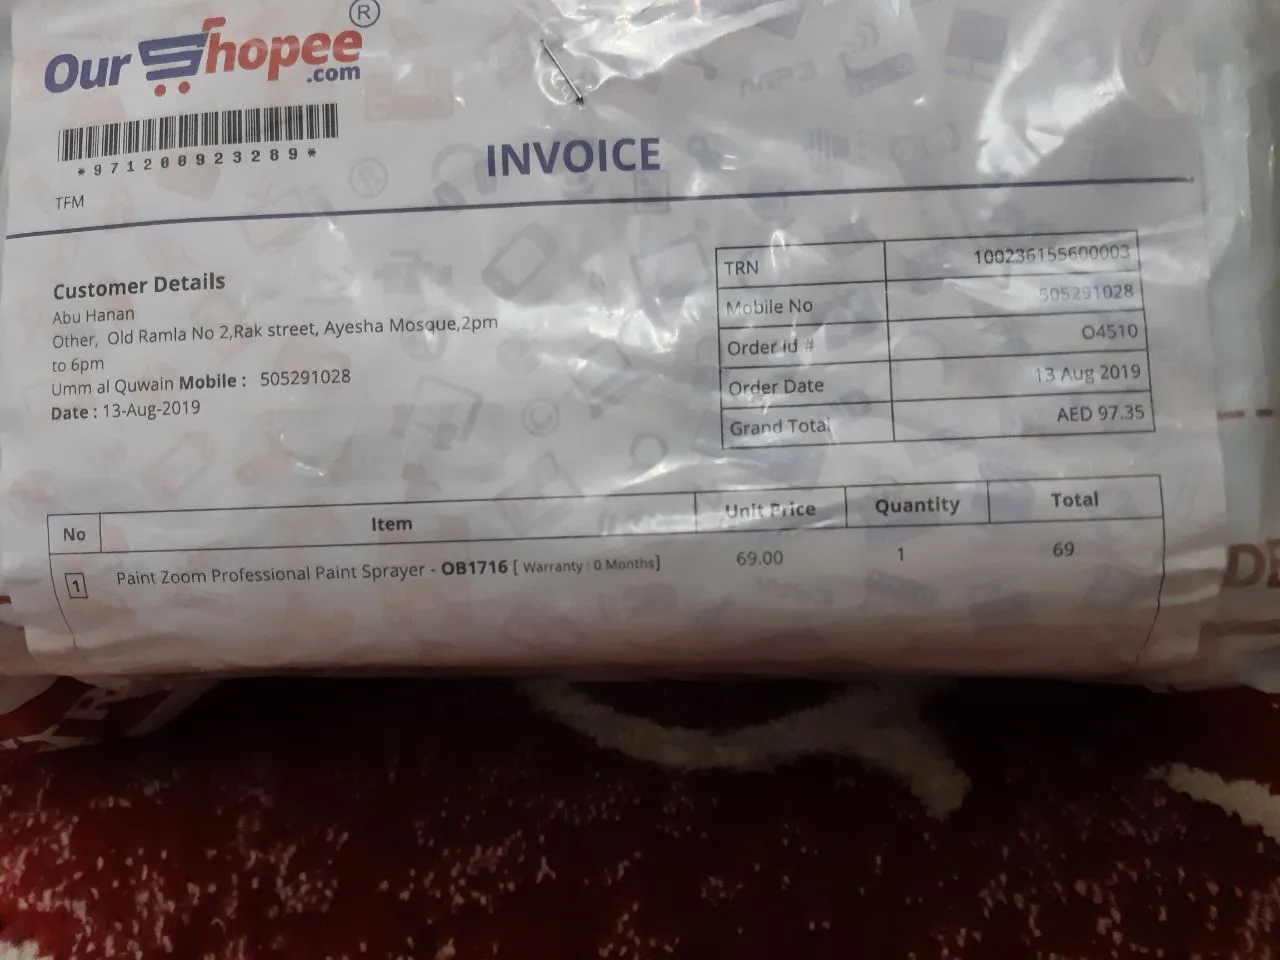 OurShopee®
.com
*971200923289*
TFM
INVOICE
Customer Details
Abu Hanan
Other, Old Ramla No 2,Rak street, Ayesha Mosque,2pm
to 6pm
Umm al Quwain Mobile : 505291028
Date : 13-Aug-2019
TRN 100236155600003
Mobile No 505291028
Order id # O4510
Order Date 13 Aug 2019
Grand Total AED 97.35
No Item Unit Price Quantity Total
1 Paint Zoom Professional Paint Sprayer - OB1716 [ Warranty : 0 Months] 69.00 1 69
MP3